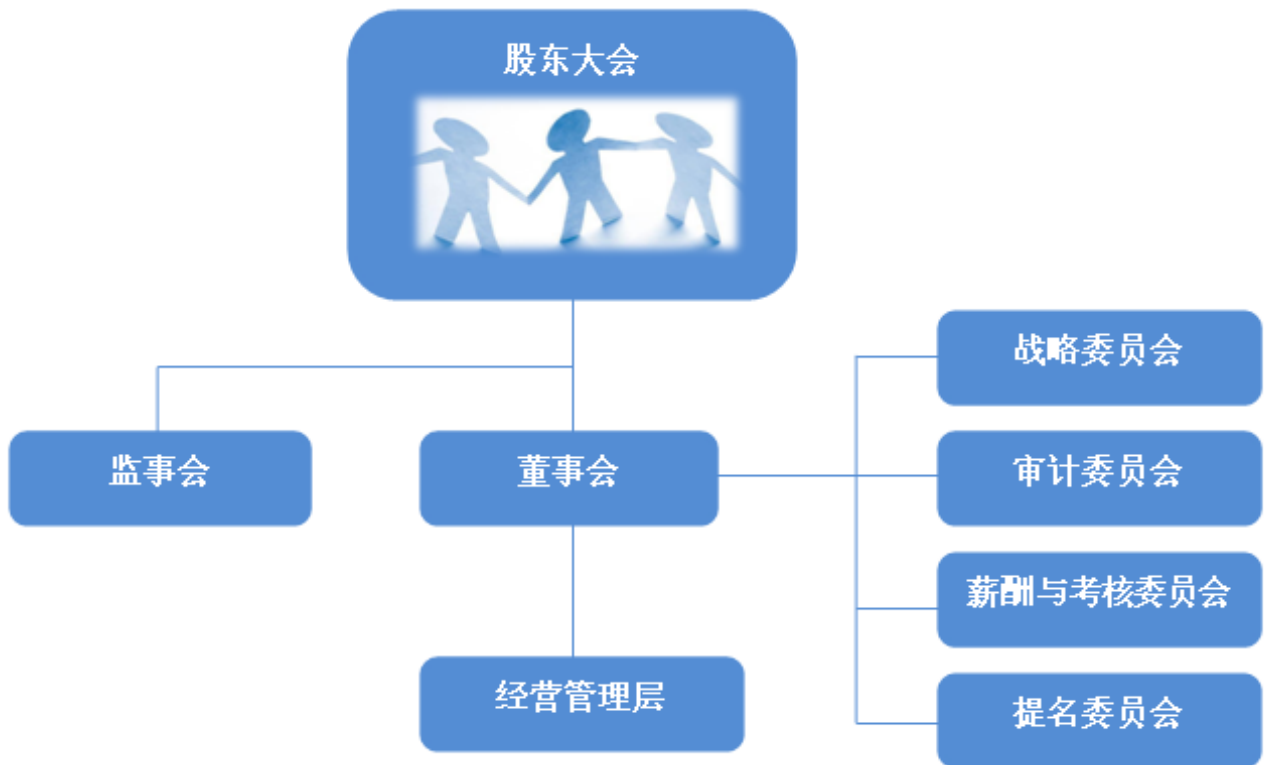 股东大会
监事会
董事会
经营管理层
战略委员会
审计委员会
薪酬与考核委员会
提名委员会